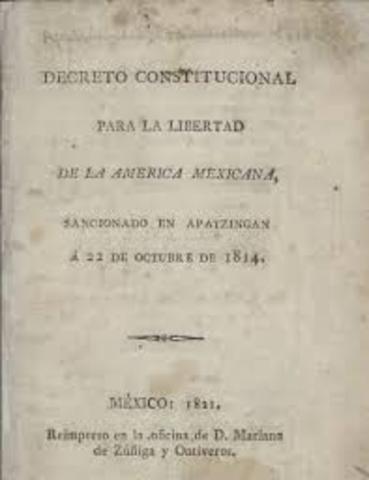 DECRETO CONSTITUCIONAL
PARA LA LIBERTAD
DE LA AMERICA MEXICANA,
SANCIONADO EN APATZINGAN
Á 22 DE OCTUBRE DE 1814.
MÉXICO: 1821.
Reimpreso en la oficina de D. Mariano
de Zúñiga y Ontiveros.